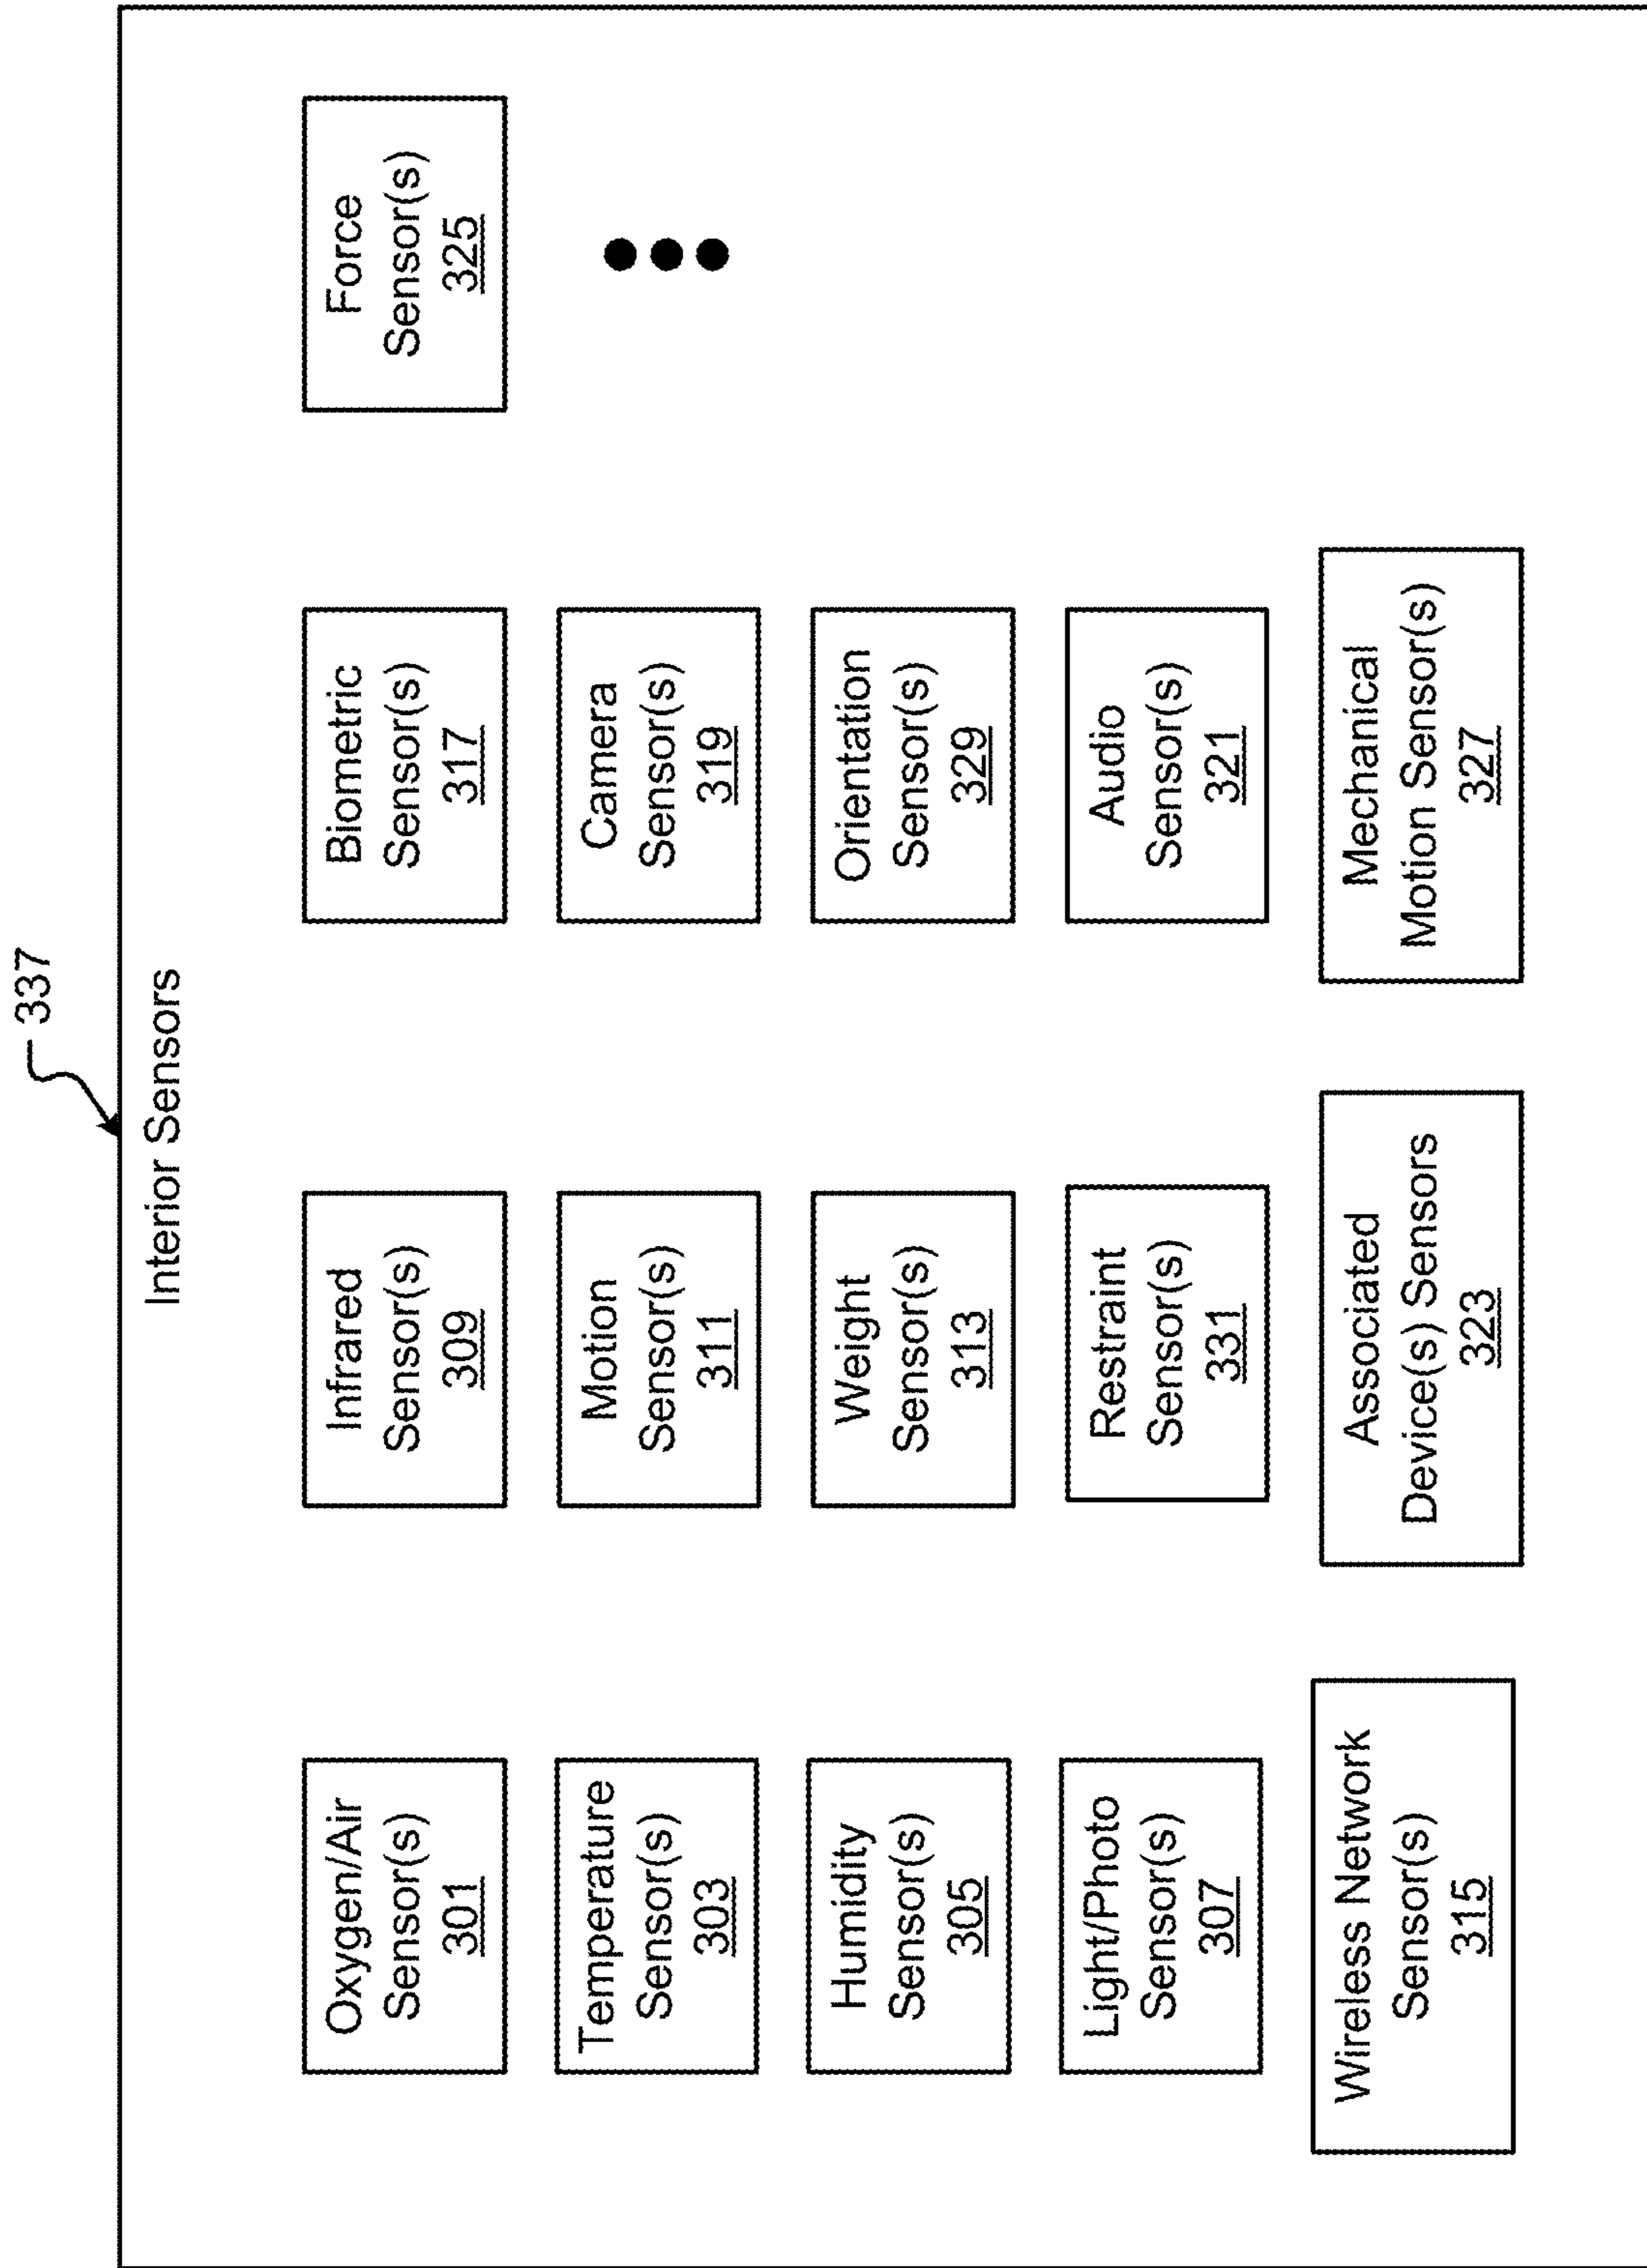 337
Interior Sensors
Oxygen/Air
Sensor(s)
301
Temperature
Sensor(s)
303
Humidity
Sensor(s)
305
Light/Photo
Sensor(s)
307
Wireless Network
Sensor(s)
315
Infrared
Sensor(s)
309
Motion
Sensor(s)
311
Weight
Sensor(s)
313
Restraint
Sensor(s)
331
Associated
Device(s) Sensors
323
Biometric
Sensor(s)
317
Camera
Sensor(s)
319
Orientation
Sensor(s)
329
Audio
Sensor(s)
321
Mechanical
Motion Sensor(s)
327
Force
Sensor(s)
325